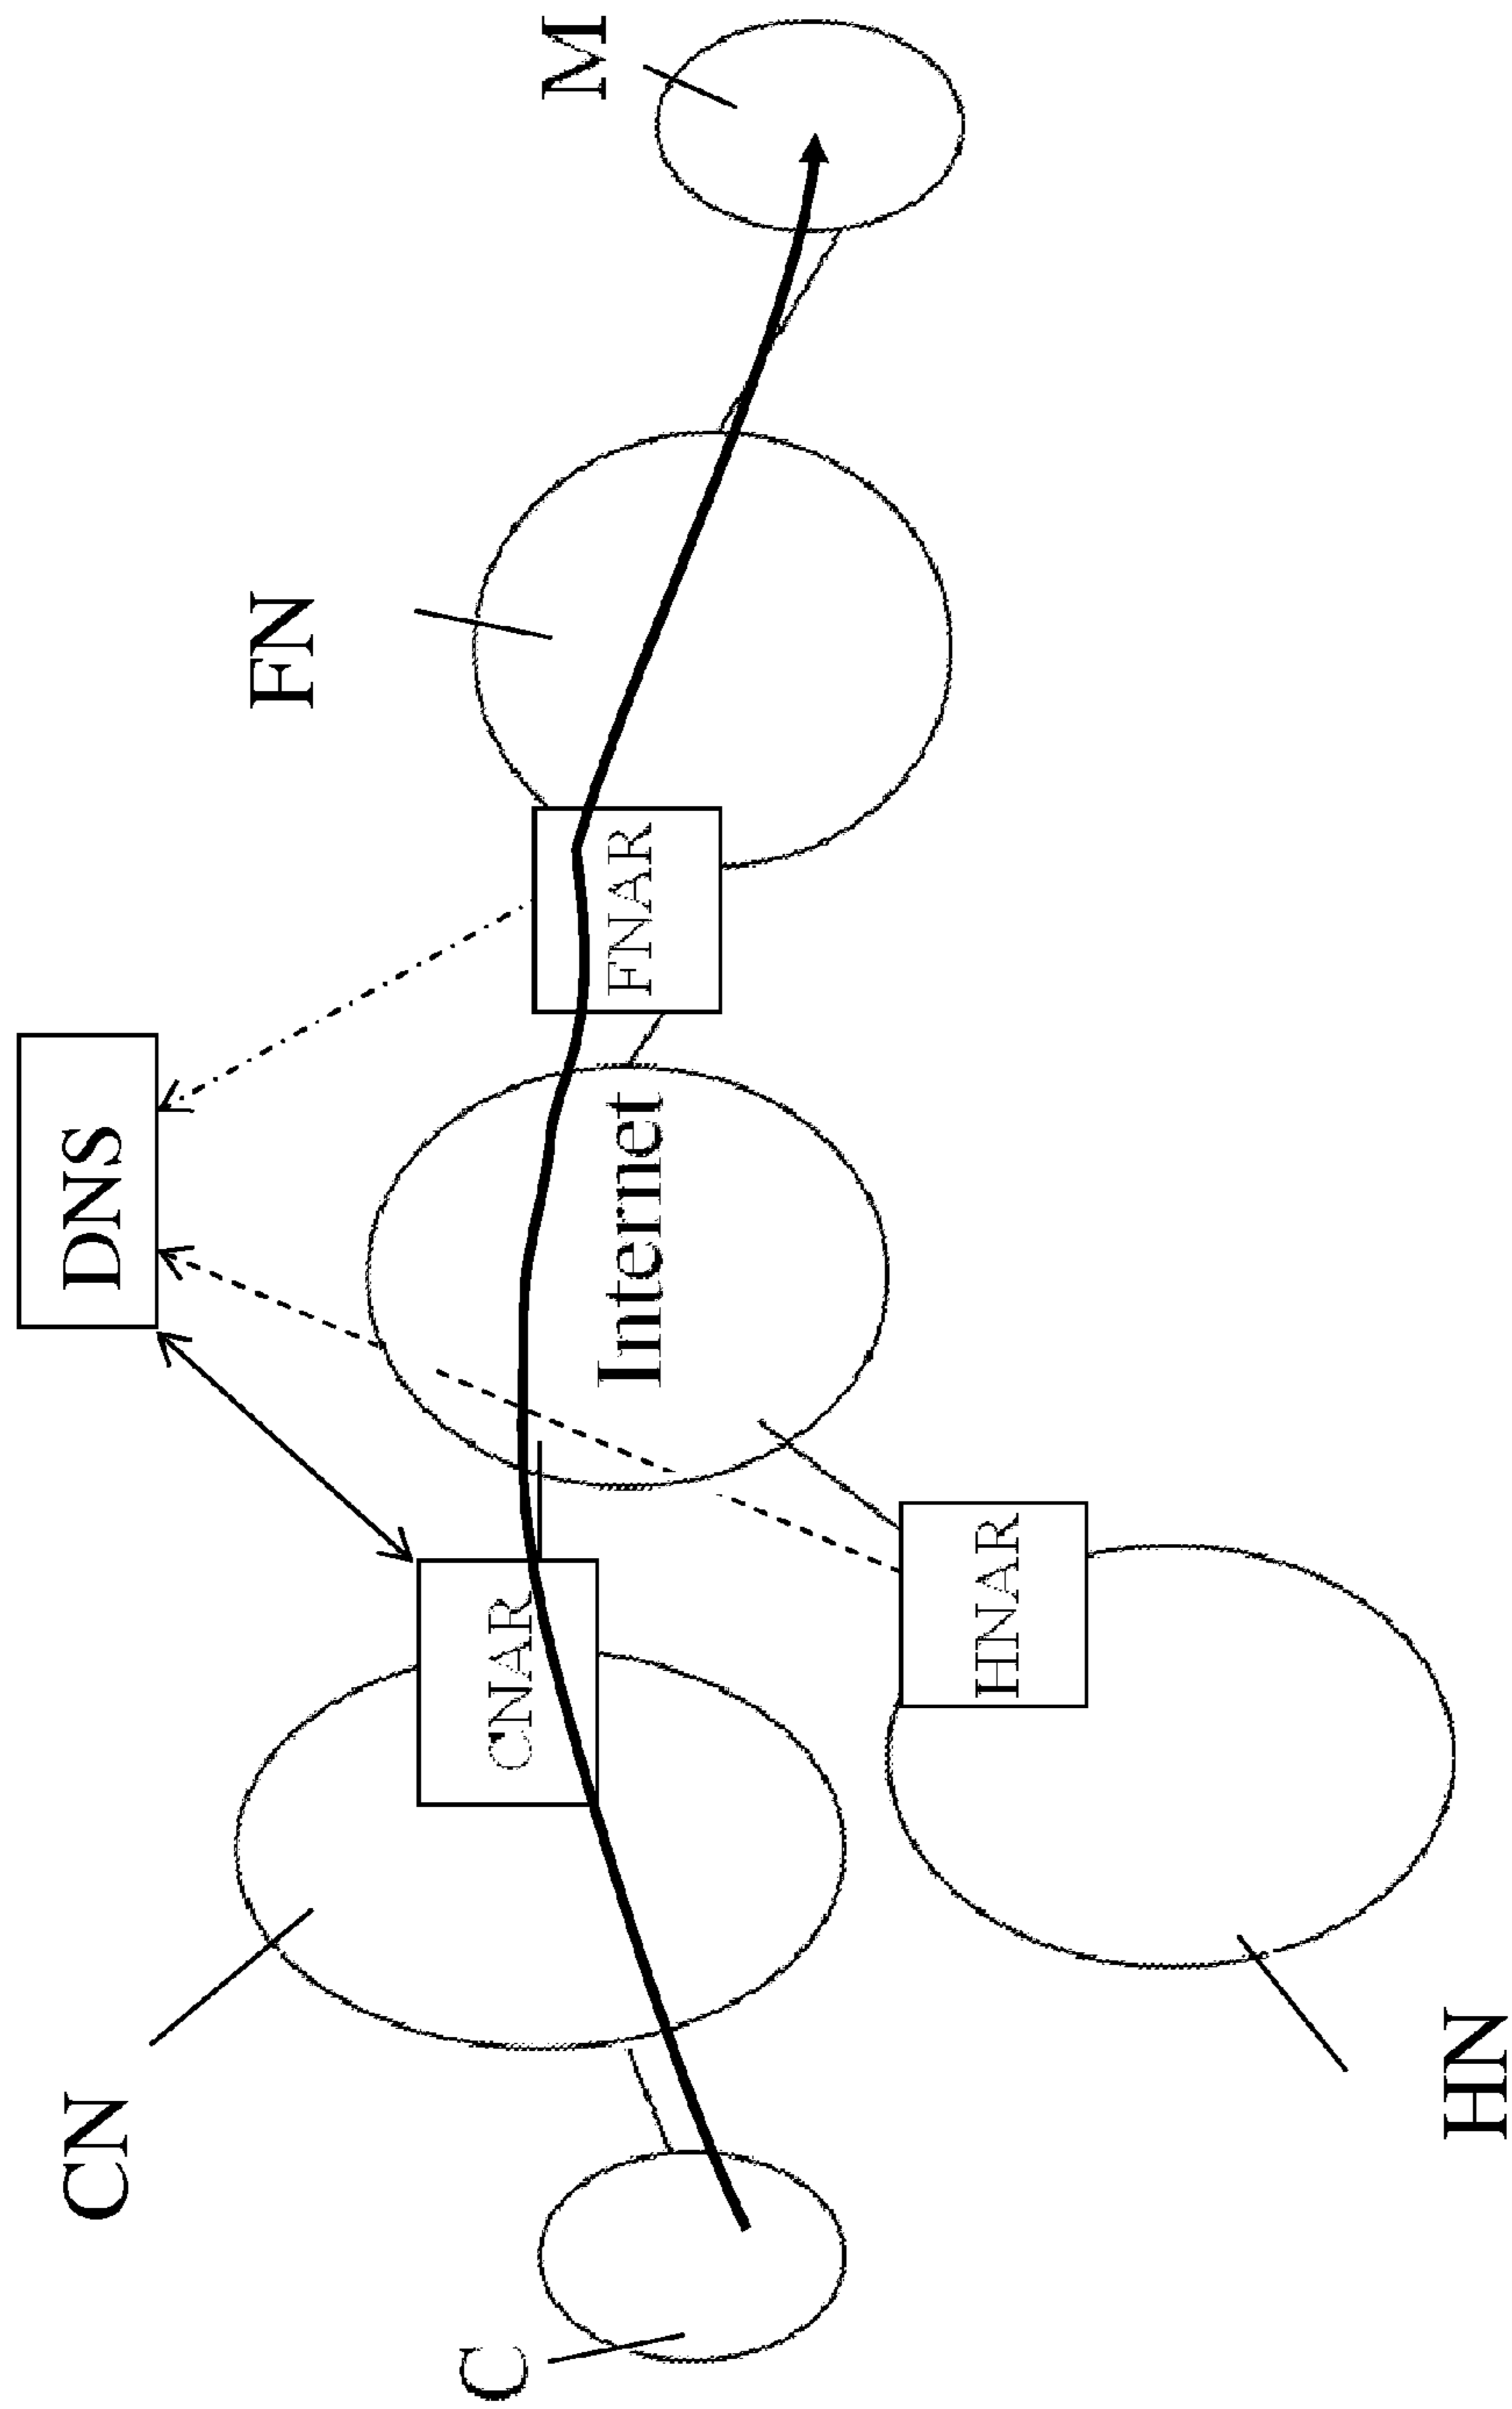 DNS
CN
FN
M
C
CNAR
Internet
FNAR
HNAR
HN